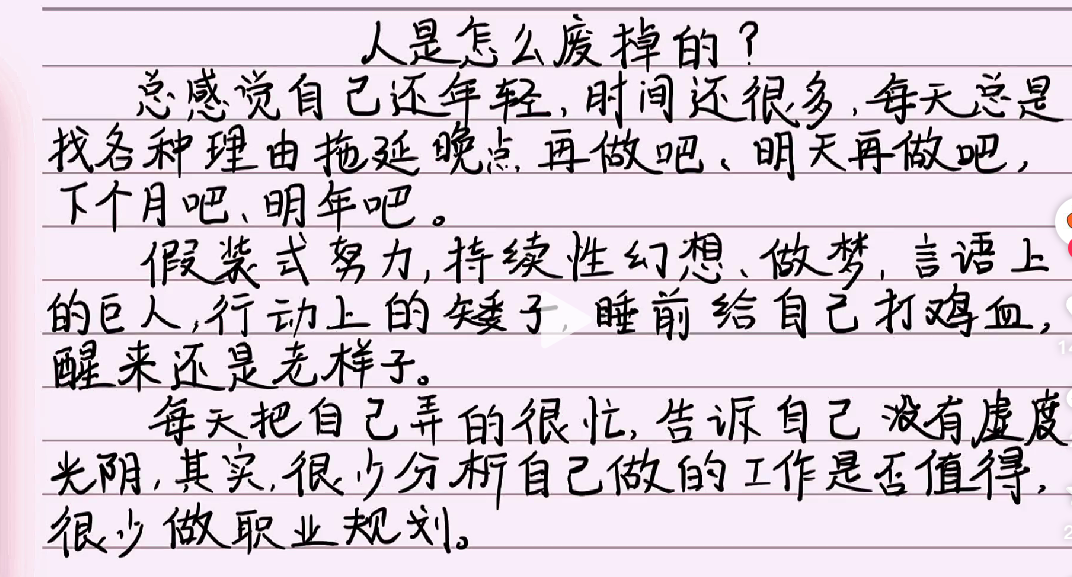 人是怎么废掉的？
总感觉自己还年轻,时间还很多,每天总是
找各种理由拖延晚点再做吧、明天再做吧,
下个月吧、明年吧。
假装式努力,持续性幻想、做梦,言语上
的巨人,行动上的矮子,睡前给自己打鸡血,
醒来还是老样子。
每天把自己弄的很忙,告诉自己没有虚度
光阴,其实,很少分析自己做的工作是否值得,
很少做职业规划。